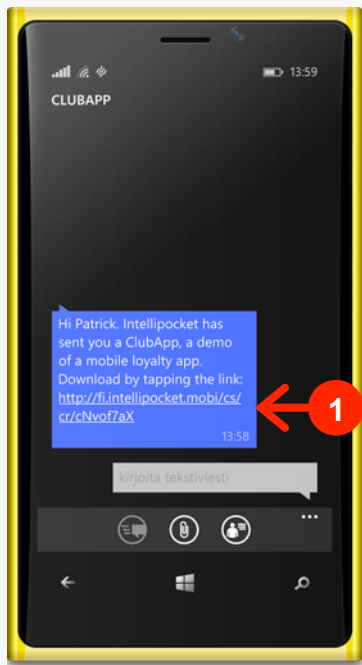 13:59
CLUBAPP
Hi Patrick. Intellipocket has
sent you a ClubApp, a demo
of a mobile loyalty app.
Download by tapping the link:
http://fi.intellipocket.mobi/cs/
cr/cNvof7aX
1
13:58
kirjoita tekstiviesti